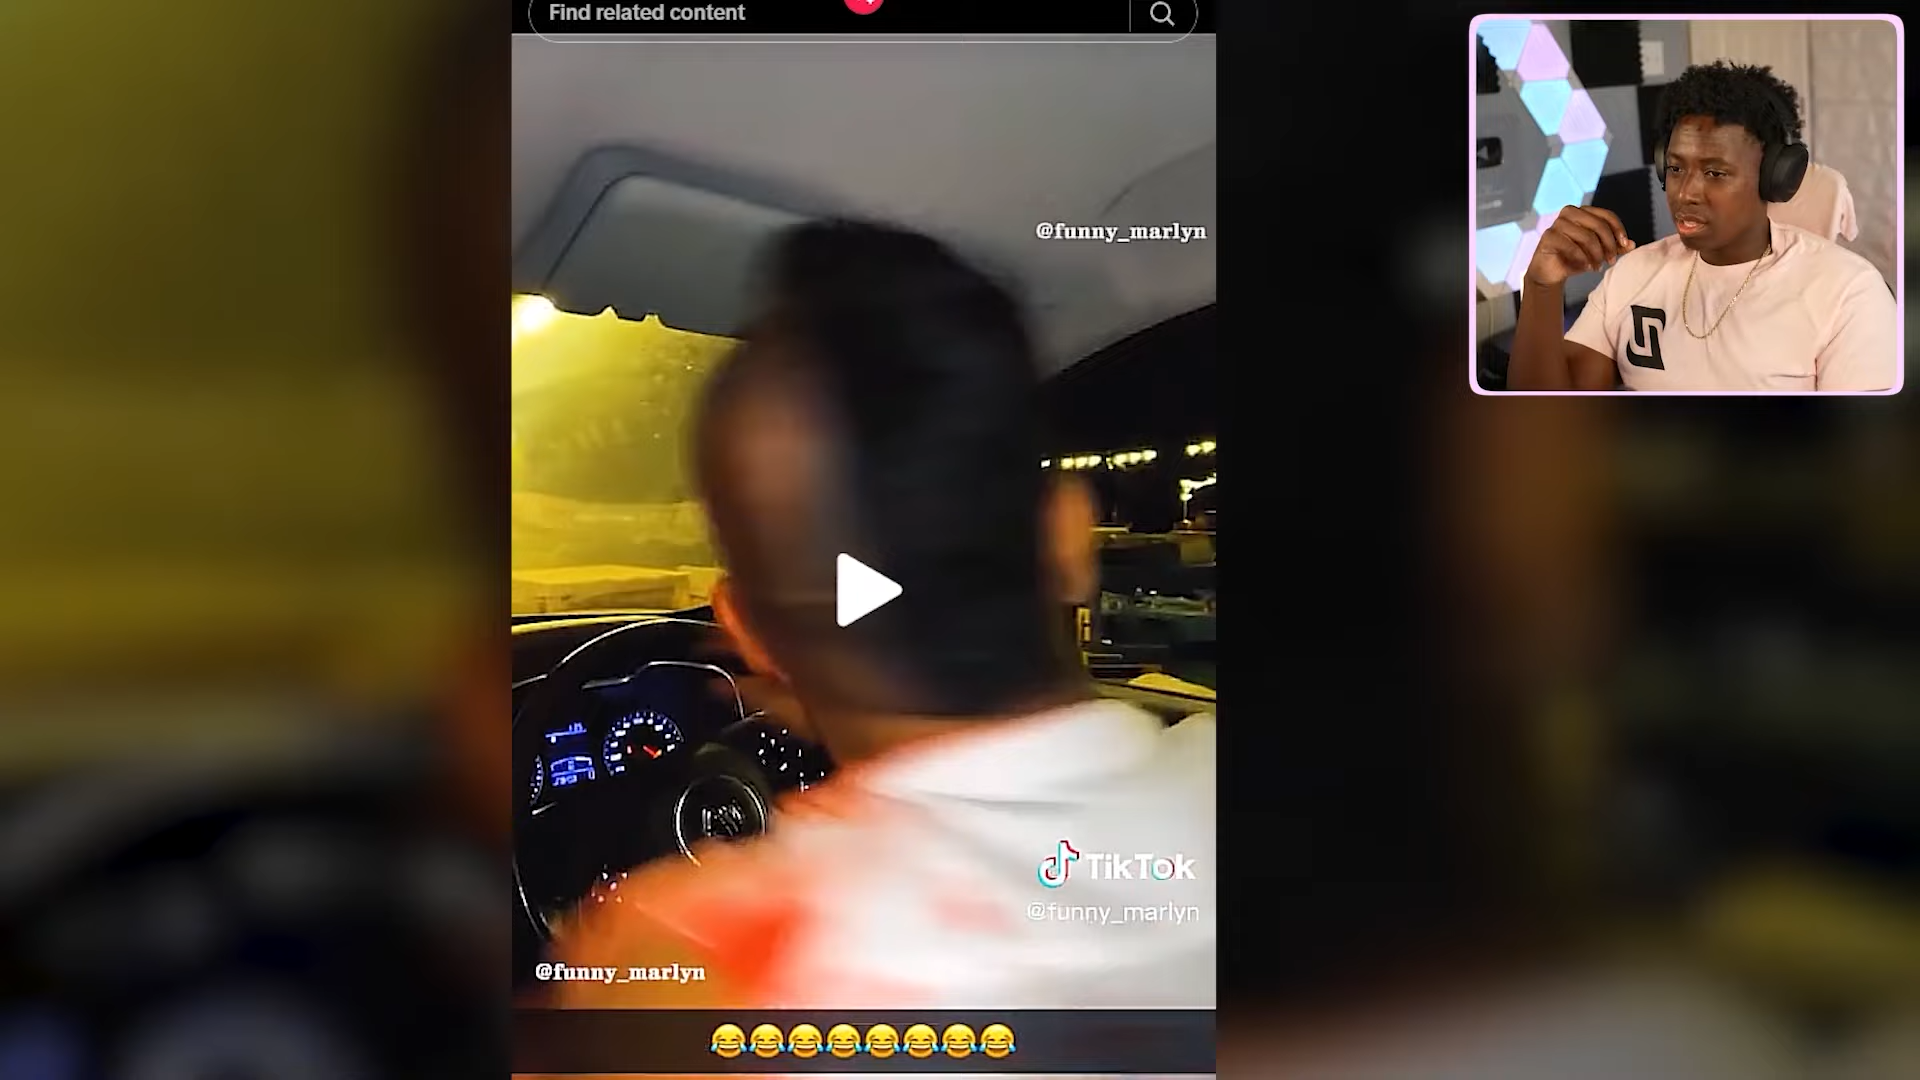 Find related content
@funny_marlyn
TikTok
@funny_marlyn
@funny_marlyn